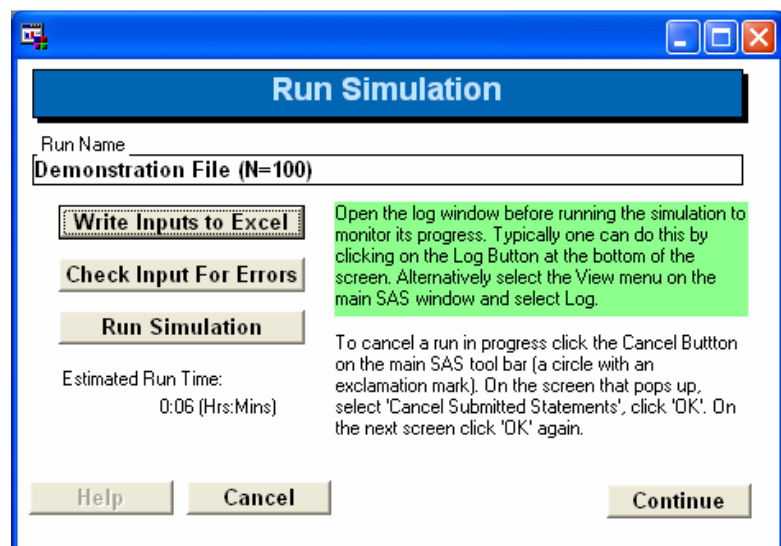 Run Simulation
Run Name
Demonstration File (N=100)
Write Inputs to Excel
Check Input For Errors
Run Simulation
Estimated Run Time:
0:06 (Hrs:Mins)
Open the log window before running the simulation to
monitor its progress. Typically one can do this by
clicking on the Log Button at the bottom of the
screen. Alternatively select the View menu on the
main SAS window and select Log.
To cancel a run in progress click the Cancel Buttton
on the main SAS tool bar (a circle with an
exclamation mark). On the screen that pops up,
select 'Cancel Submitted Statements', click 'OK'. On
the next screen click 'OK' again.
Help
Cancel
Continue